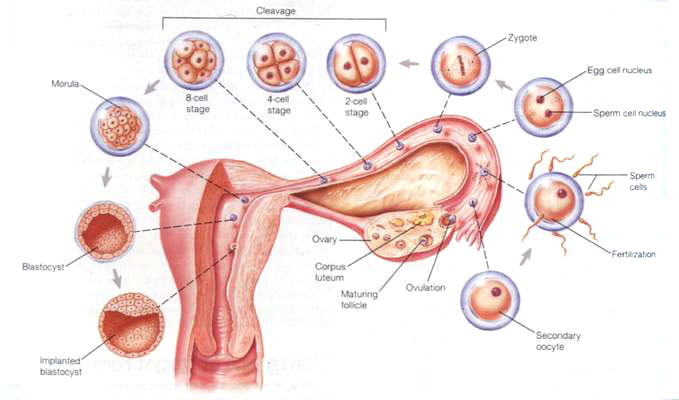 Cleavage
Zygote
Egg cell nucleus
Sperm cell nucleus
Morula
8-cell
stage
4-cell
stage
2-cell
stage
Sperm
cells
Fertilization
Ovary
Corpus
luteum
Maturing
follicle
Ovulation
Blastocyst
Secondary
oocyte
Implanted
blastocyst